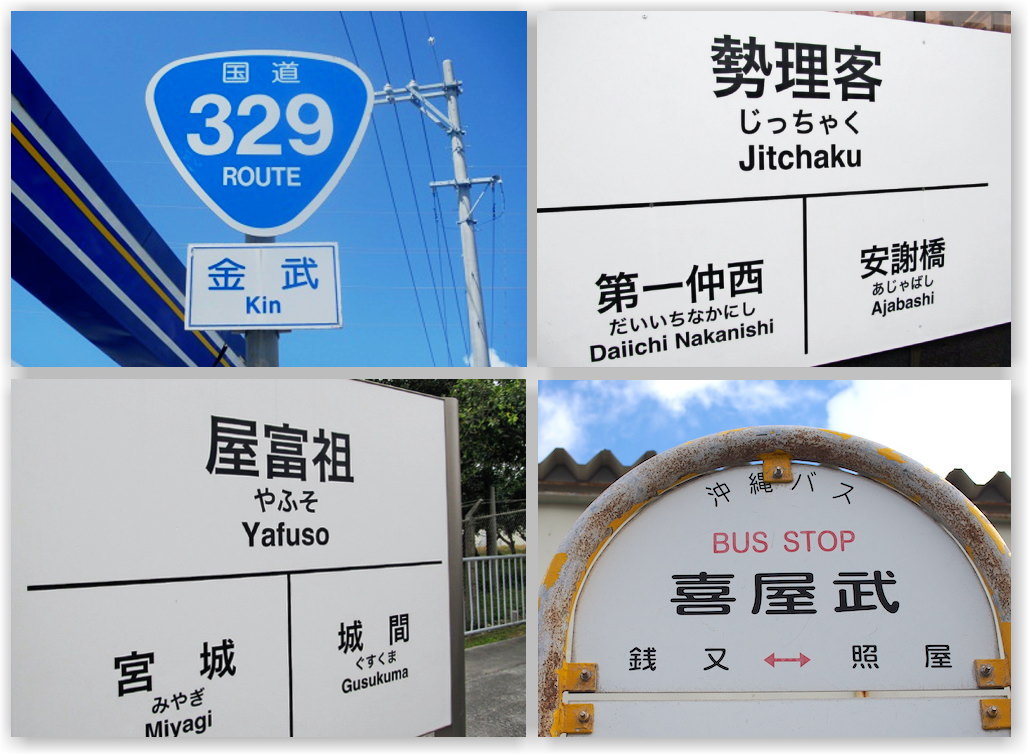 国道
329
ROUTE
金武
Kin
勢理客
じっちゃく
Jitchaku
第一仲西
だいいちなかにし
Daiichi Nakanishi
安謝橋
あじゃばし
Ajabashi
屋富祖
やふそ
Yafuso
宮城
みやぎ
Miyagi
城間
ぐすくま
Gusukuma
沖縄バス
BUS STOP
喜屋武
銭又 ↔ 照屋